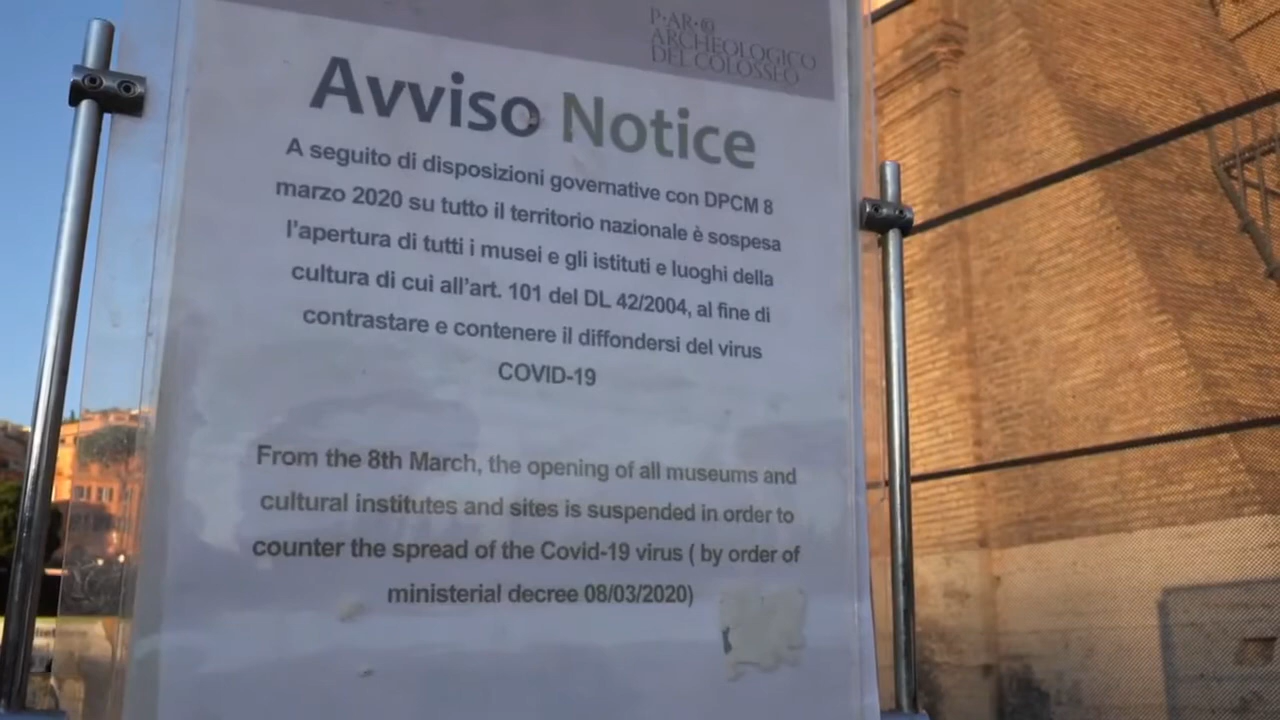 P·AR·CO
ARCHEOLOGICO
DEL COLOSSEO
Avviso Notice
A seguito di disposizioni governative con DPCM 8
marzo 2020 su tutto il territorio nazionale è sospesa
l'apertura di tutti i musei e gli istituti e luoghi della
cultura di cui all'art. 101 del DL 42/2004, al fine di
contrastare e contenere il diffondersi del virus
COVID-19
From the 8th March, the opening of all museums and
cultural institutes and sites is suspended in order to
counter the spread of the Covid-19 virus ( by order of
ministerial decree 08/03/2020)